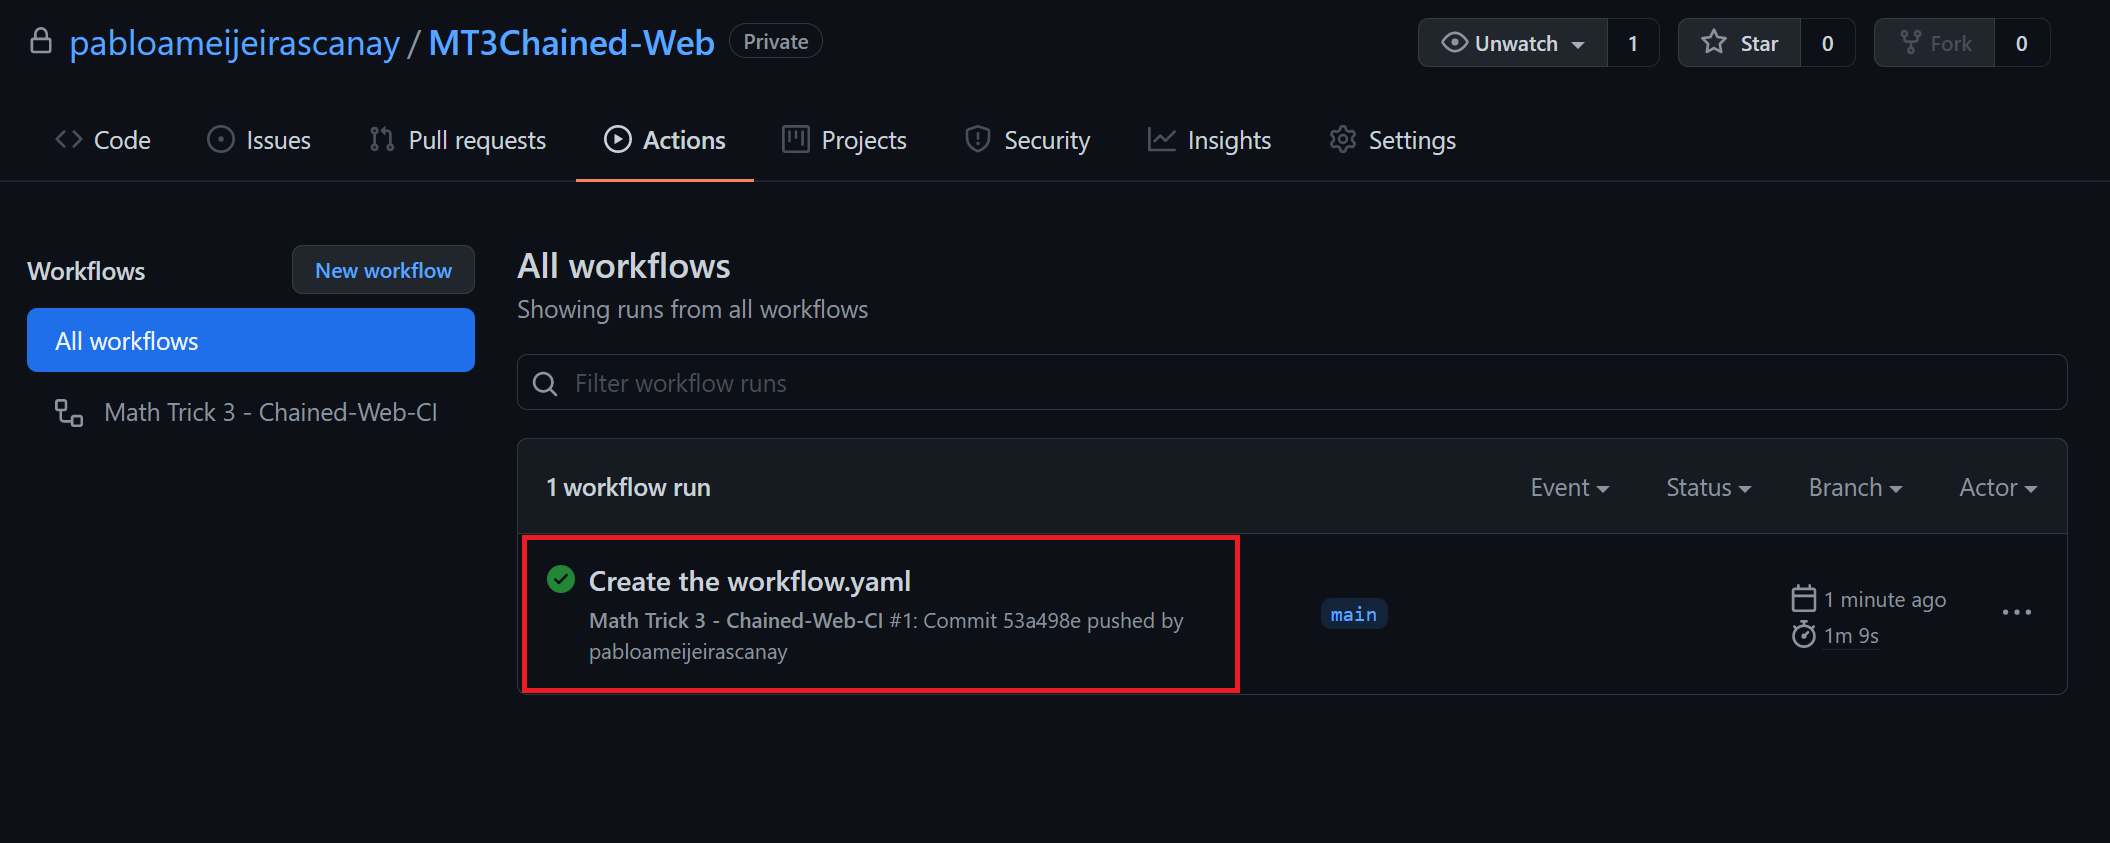 pabloameijeirascanay / MT3Chained-Web Private Unwatch 1 Star 0 Fork 0
Code Issues Pull requests Actions Projects Security Insights Settings
Workflows New workflow
All workflows
Math Trick 3 - Chained-Web-CI
All workflows
Showing runs from all workflows
Filter workflow runs
1 workflow run Event Status Branch Actor
Create the workflow.yaml
Math Trick 3 - Chained-Web-CI #1: Commit 53a498e pushed by
pabloameijeirascanay
main
1 minute ago
1m 9s